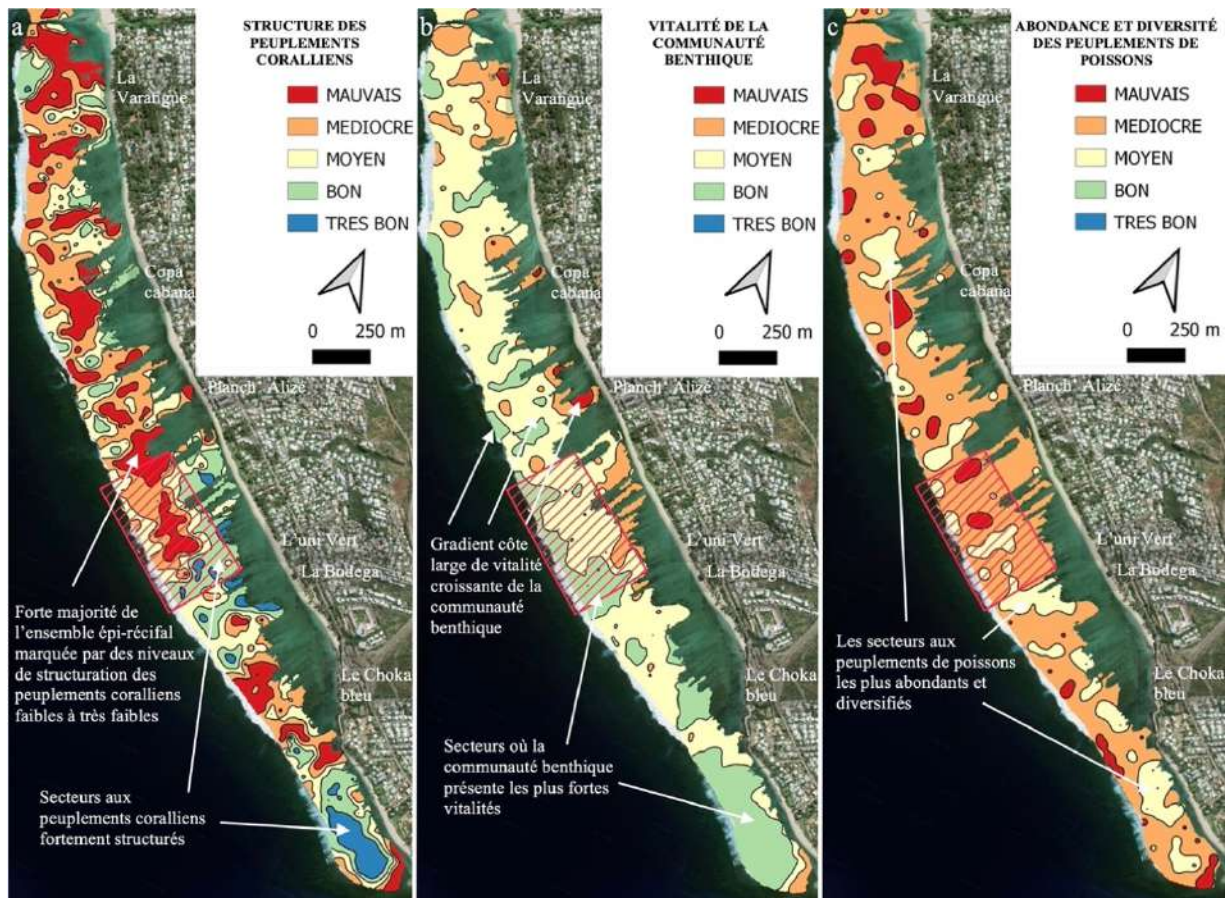 a
STRUCTURE DES
PEUPLEMENTS
CORALLIENS
MAUVAIS
MEDIOCRE
MOYEN
BON
TRES BON
0 250 m
La
Varangue
Copa
cabana
Planch' Alizé
L'uni Vert
La Bodega
Le Choka
bleu
Forte majorité de
l'ensemble épi-récifal
marquée par des niveaux
de structuration des
peuplements coralliens
faibles à très faibles
Secteurs aux
peuplements coralliens
fortement structurés
b
VITALITÉ DE LA
COMMUNAUTÉ
BENTHIQUE
MAUVAIS
MEDIOCRE
MOYEN
BON
TRES BON
0 250 m
La
Varangue
Copa
cabana
Planch' Alizé
L'uni Vert
La Bodega
Le Choka
bleu
Gradient côte
large de vitalité
croissante de la
communauté
benthique
Secteurs où la
communauté benthique
présente les plus fortes
vitalités
c
ABONDANCE ET DIVERSITÉ
DES PEUPLEMENTS DE
POISSONS
MAUVAIS
MEDIOCRE
MOYEN
BON
TRES BON
0 250 m
La
Varangue
Copa
cabana
Planch' Alizé
L'uni Vert
La Bodega
Le Choka
bleu
Les secteurs aux
peuplements de poissons
les plus abondants et
diversifiés